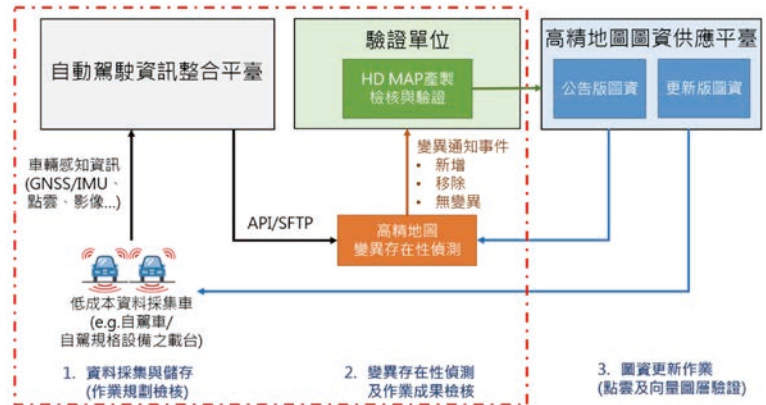 自動駕駛資訊整合平臺
驗證單位
HD MAP產製
檢核與驗證
高精地圖圖資供應平臺
公告版圖資
更新版圖資
車輛感知資訊
(GNSS/IMU、
點雲、影像...)
API/SFTP
變異通知事件
• 新增
• 移除
• 無變異
高精地圖
變異存在性偵測
低成本資料採集車
(e.g.自駕車/
自駕規格設備之載台)
1. 資料採集與儲存
(作業規劃檢核)
2. 變異存在性偵測
及作業成果檢核
3. 圖資更新作業
(點雲及向量圖層驗證)